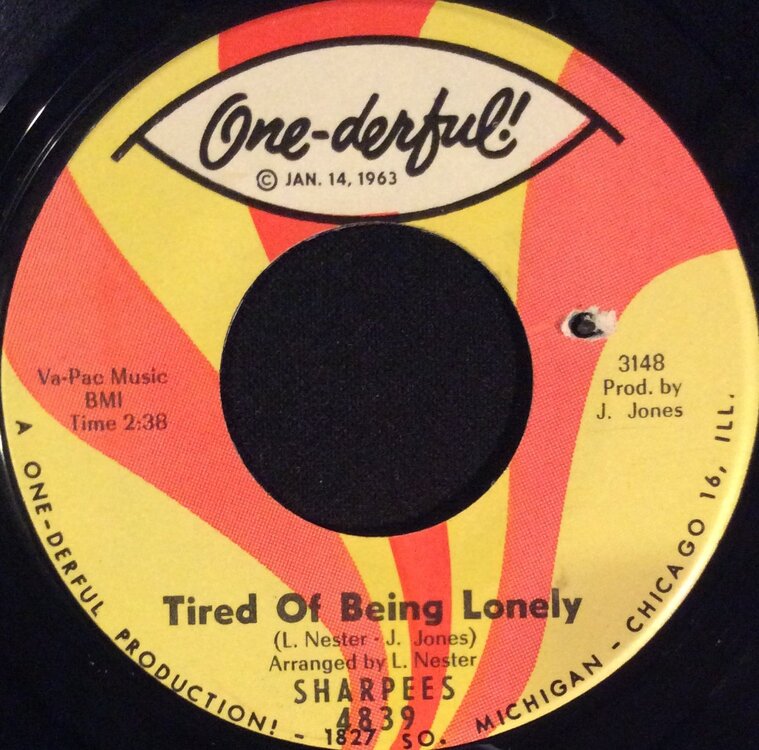 One-derful!
© JAN. 14, 1963
Va-Pac Music
BMI
Time 2:38
3148
Prod. by
J. Jones
Tired Of Being Lonely
(L. Nester - J. Jones)
Arranged by L. Nester
SHARPEES
4839
A ONE-DERFUL PRODUCTION! - 1827 SO. MICHIGAN - CHICAGO 16, ILL.